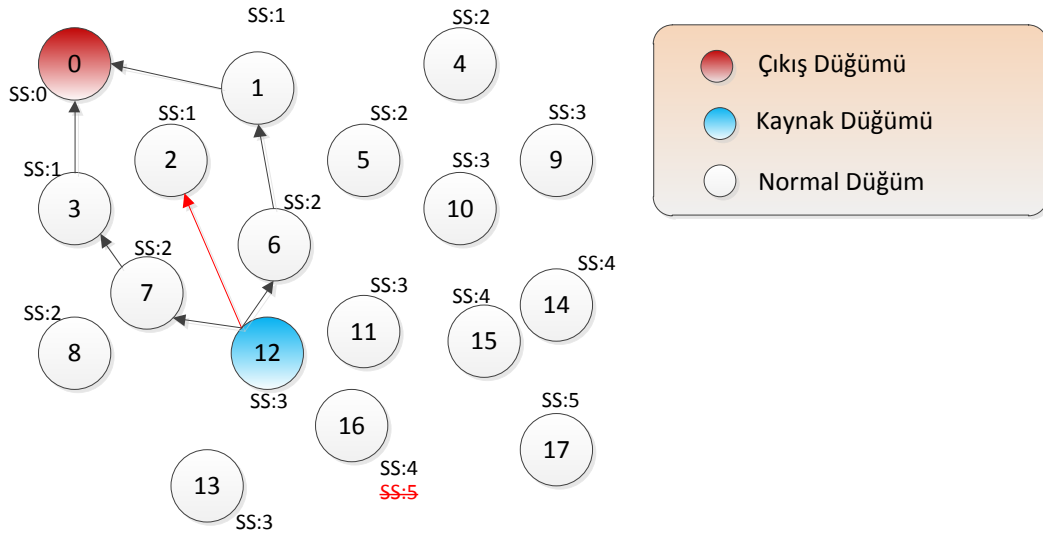 SS:1
SS:2
0
1
4
Çıkış Düğümü
SS:0
SS:1
SS:2
SS:3
Kaynak Düğümü
2
5
9
SS:1
SS:3
Normal Düğüm
3
SS:2
10
SS:2
6
7
SS:3
SS:4
SS:2
SS:4
14
8
12
11
15
SS:3
SS:5
16
17
SS:4
13
SS:5
SS:3